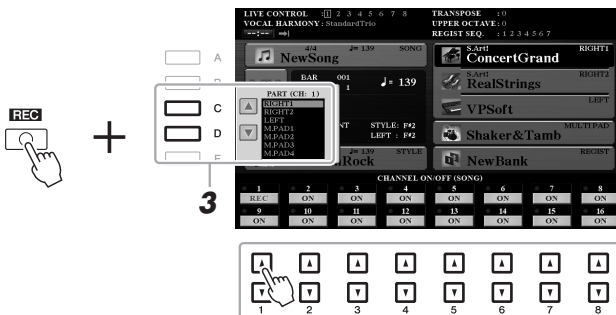 LIVE CONTROL : 1 2 3 4 5 6 7 8
VOCAL HARMONY : StandardTrio
TRANSPOSE : 0
UPPER OCTAVE : 0
REGIST SEQ. : 1 2 3 4 5 6 7
--:--
4/4 ♩= 139 SONG
NewSong
BAR 001
1
♩= 139
S.Art! RIGHT1
ConcertGrand
S.Art! RIGHT2
RealStrings
LEFT
VPSoft
MULTI PAD
Shaker&Tamb
REGIST
NewBank
A
C
D
E
PART (CH: 1)
RIGHT1
RIGHT2
LEFT
M.PAD1
M.PAD2
M.PAD3
M.PAD4
NT STYLE: F#2
LEFT : F#2
♩= 139 STYLE
Rock
REC
+
3
CHANNEL ON/OFF (SONG)
1 2 3 4 5 6 7 8
REC ON ON ON ON ON ON ON
9 10 11 12 13 14 15 16
ON ON ON ON ON ON ON ON
1 2 3 4 5 6 7 8